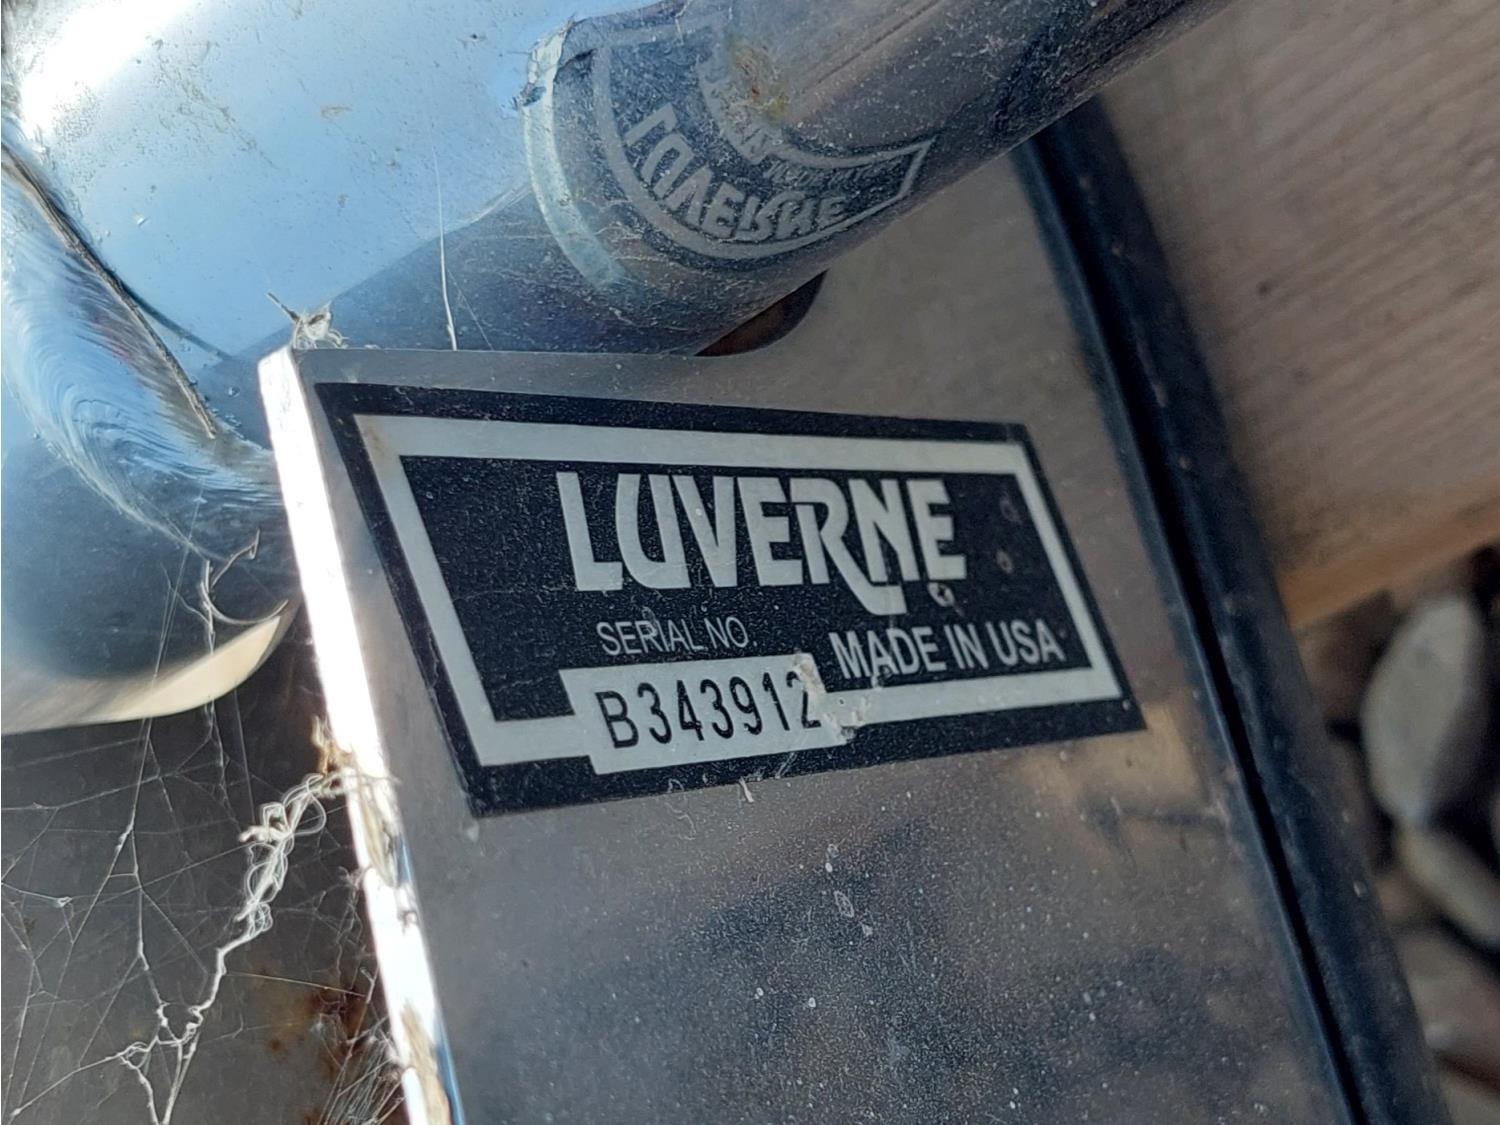 LUVERNE
SERIAL NO.
MADE IN USA
B343912